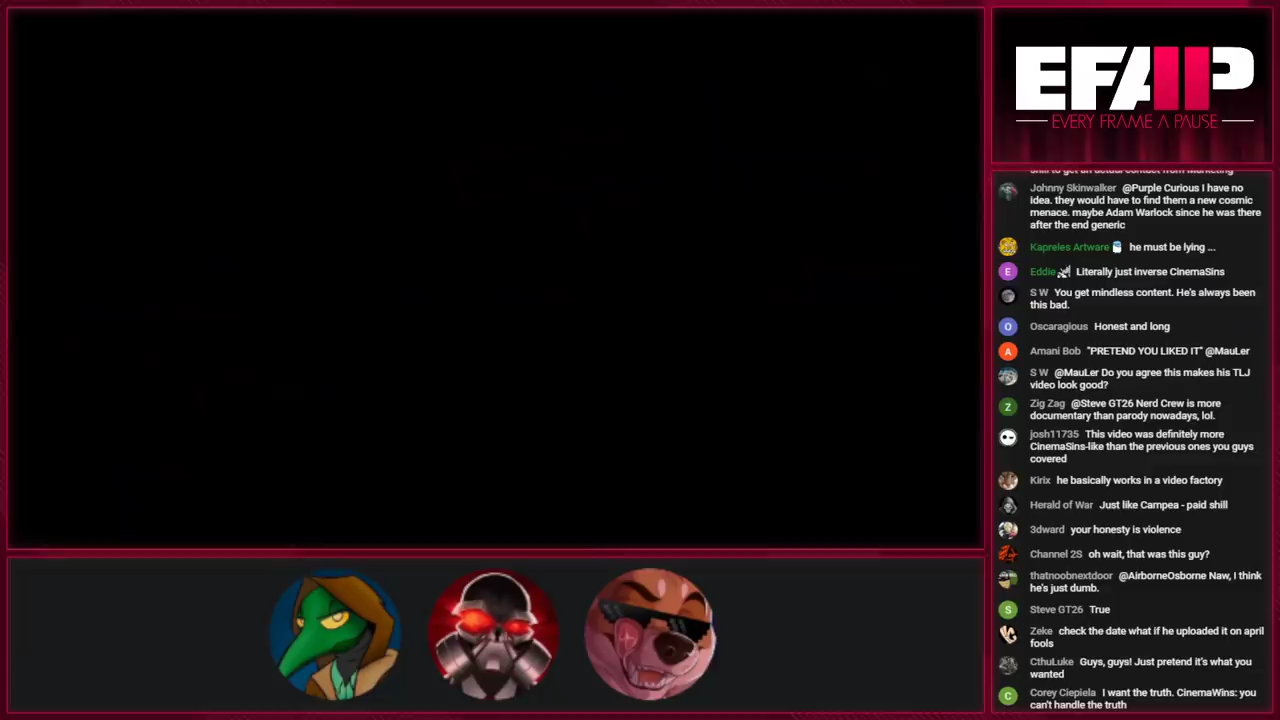 EFAP
EVERY FRAME A PAUSE
skill to get an actual contact from Marketing
Johnny Skinwalker @Purple Curious I have no
idea. they would have to find them a new cosmic
menace. maybe Adam Warlock since he was there
after the end generic
Kapreles Artware he must be lying ...
Eddie Literally just inverse CinemaSins
S W You get mindless content. He's always been
this bad.
Oscaragious Honest and long
Amani Bob "PRETEND YOU LIKED IT" @MauLer
S W @MauLer Do you agree this makes his TLJ
video look good?
Zig Zag @Steve GT26 Nerd Crew is more
documentary than parody nowadays, lol.
josh11735 This video was definitely more
CinemaSins-like than the previous ones you guys
covered
Kirix he basically works in a video factory
Herald of War Just like Campea - paid shill
3dward your honesty is violence
Channel 2S oh wait, that was this guy?
thatnoobnextdoor @AirborneOsborne Naw, I think
he's just dumb.
Steve GT26 True
Zeke check the date what if he uploaded it on april
fools
CthuLuke Guys, guys! Just pretend it's what you
wanted
Corey Ciepiela I want the truth. CinemaWins: you
can't handle the truth